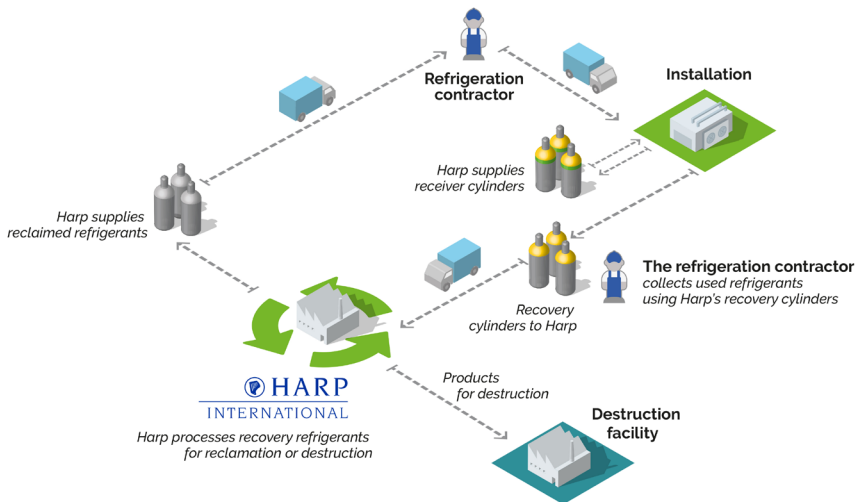 Refrigeration
contractor
Installation
Harp supplies
receiver cylinders
Harp supplies
reclaimed refrigerants
The refrigeration contractor
collects used refrigerants
using Harp's recovery cylinders
Recovery
cylinders to Harp
HARP
INTERNATIONAL
Harp processes recovery refrigerants
for reclamation or destruction
Products
for destruction
Destruction
facility